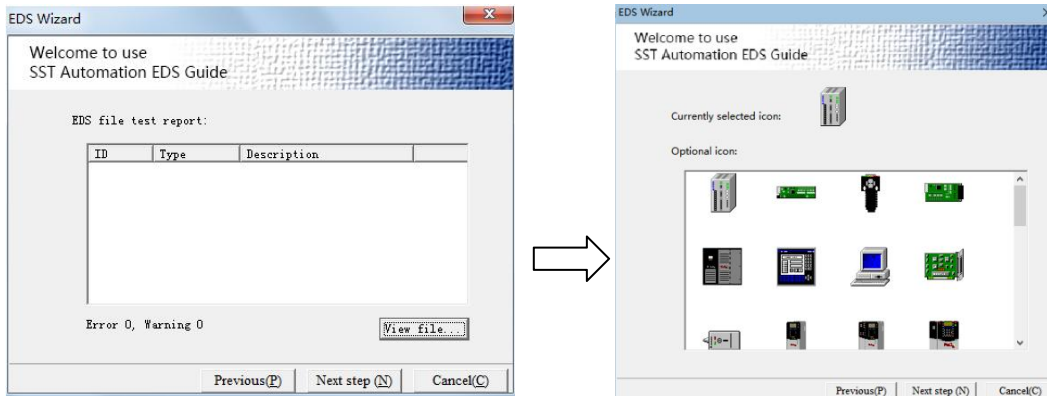 EDS Wizard
Welcome to use
SST Automation EDS Guide
EDS file test report:
ID Type Description
Error 0, Warning 0
View file...
Previous(P) Next step (N) Cancel(C)
EDS Wizard
Welcome to use
SST Automation EDS Guide
Currently selected icon:
Optional icon:
Previous(P) Next step (N) Cancel(C)